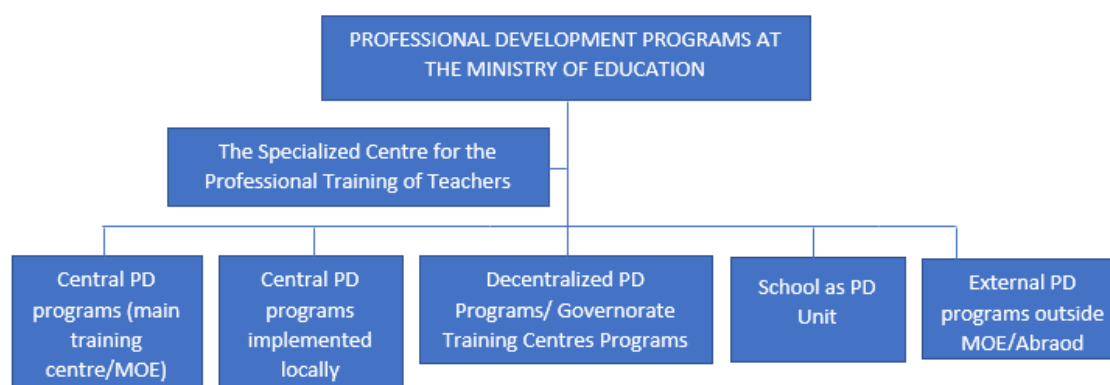 PROFESSIONAL DEVELOPMENT PROGRAMS AT
THE MINISTRY OF EDUCATION
The Specialized Centre for the
Professional Training of Teachers
Central PD
programs (main
training
centre/MOE)
Central PD
programs
implemented
locally
Decentralized PD
Programs/ Governorate
Training Centres Programs
School as PD
Unit
External PD
programs outside
MOE/Abraod